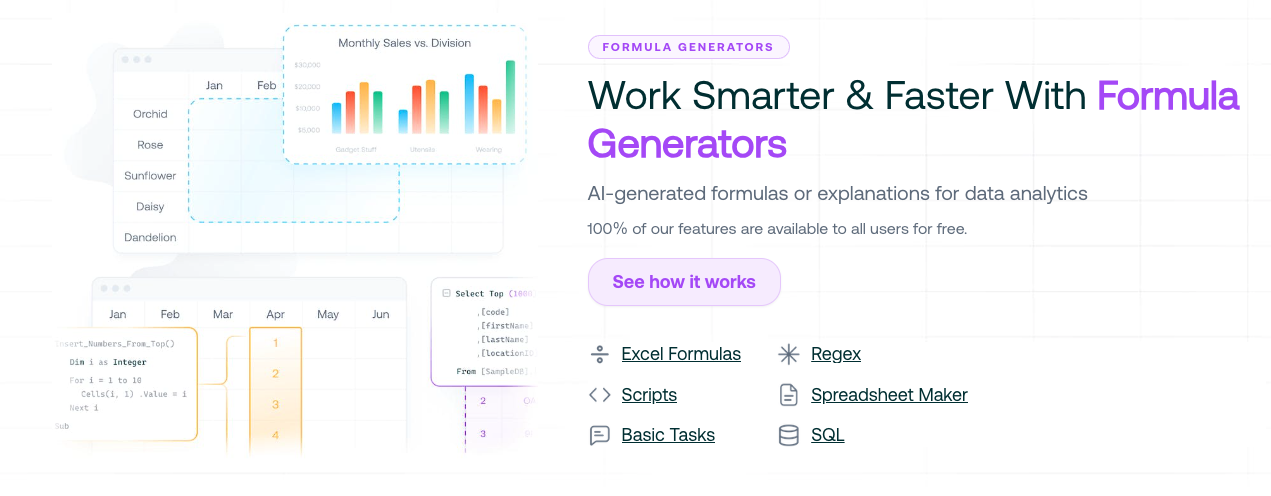 Monthly Sales vs. Division
$30,000
$20,000
$10,000
$5,000
Gadget Stuff Utensils Wearing
Jan Feb
Orchid
Rose
Sunflower
Daisy
Dandelion
Jan Feb Mar Apr May Jun
1
2
3
4
Insert_Numbers_From_Top()
Dim i as Integer
For i = 1 to 10
Cells(i, 1) .Value = i
Next i
Sub
Select Top (1000
,[code]
,[firstName]
,[lastName]
,[locationID
From [SampleDB]
2
3
FORMULA GENERATORS
Work Smarter & Faster With Formula
Generators
AI-generated formulas or explanations for data analytics
100% of our features are available to all users for free.
See how it works
Excel Formulas Regex
Scripts Spreadsheet Maker
Basic Tasks SQL